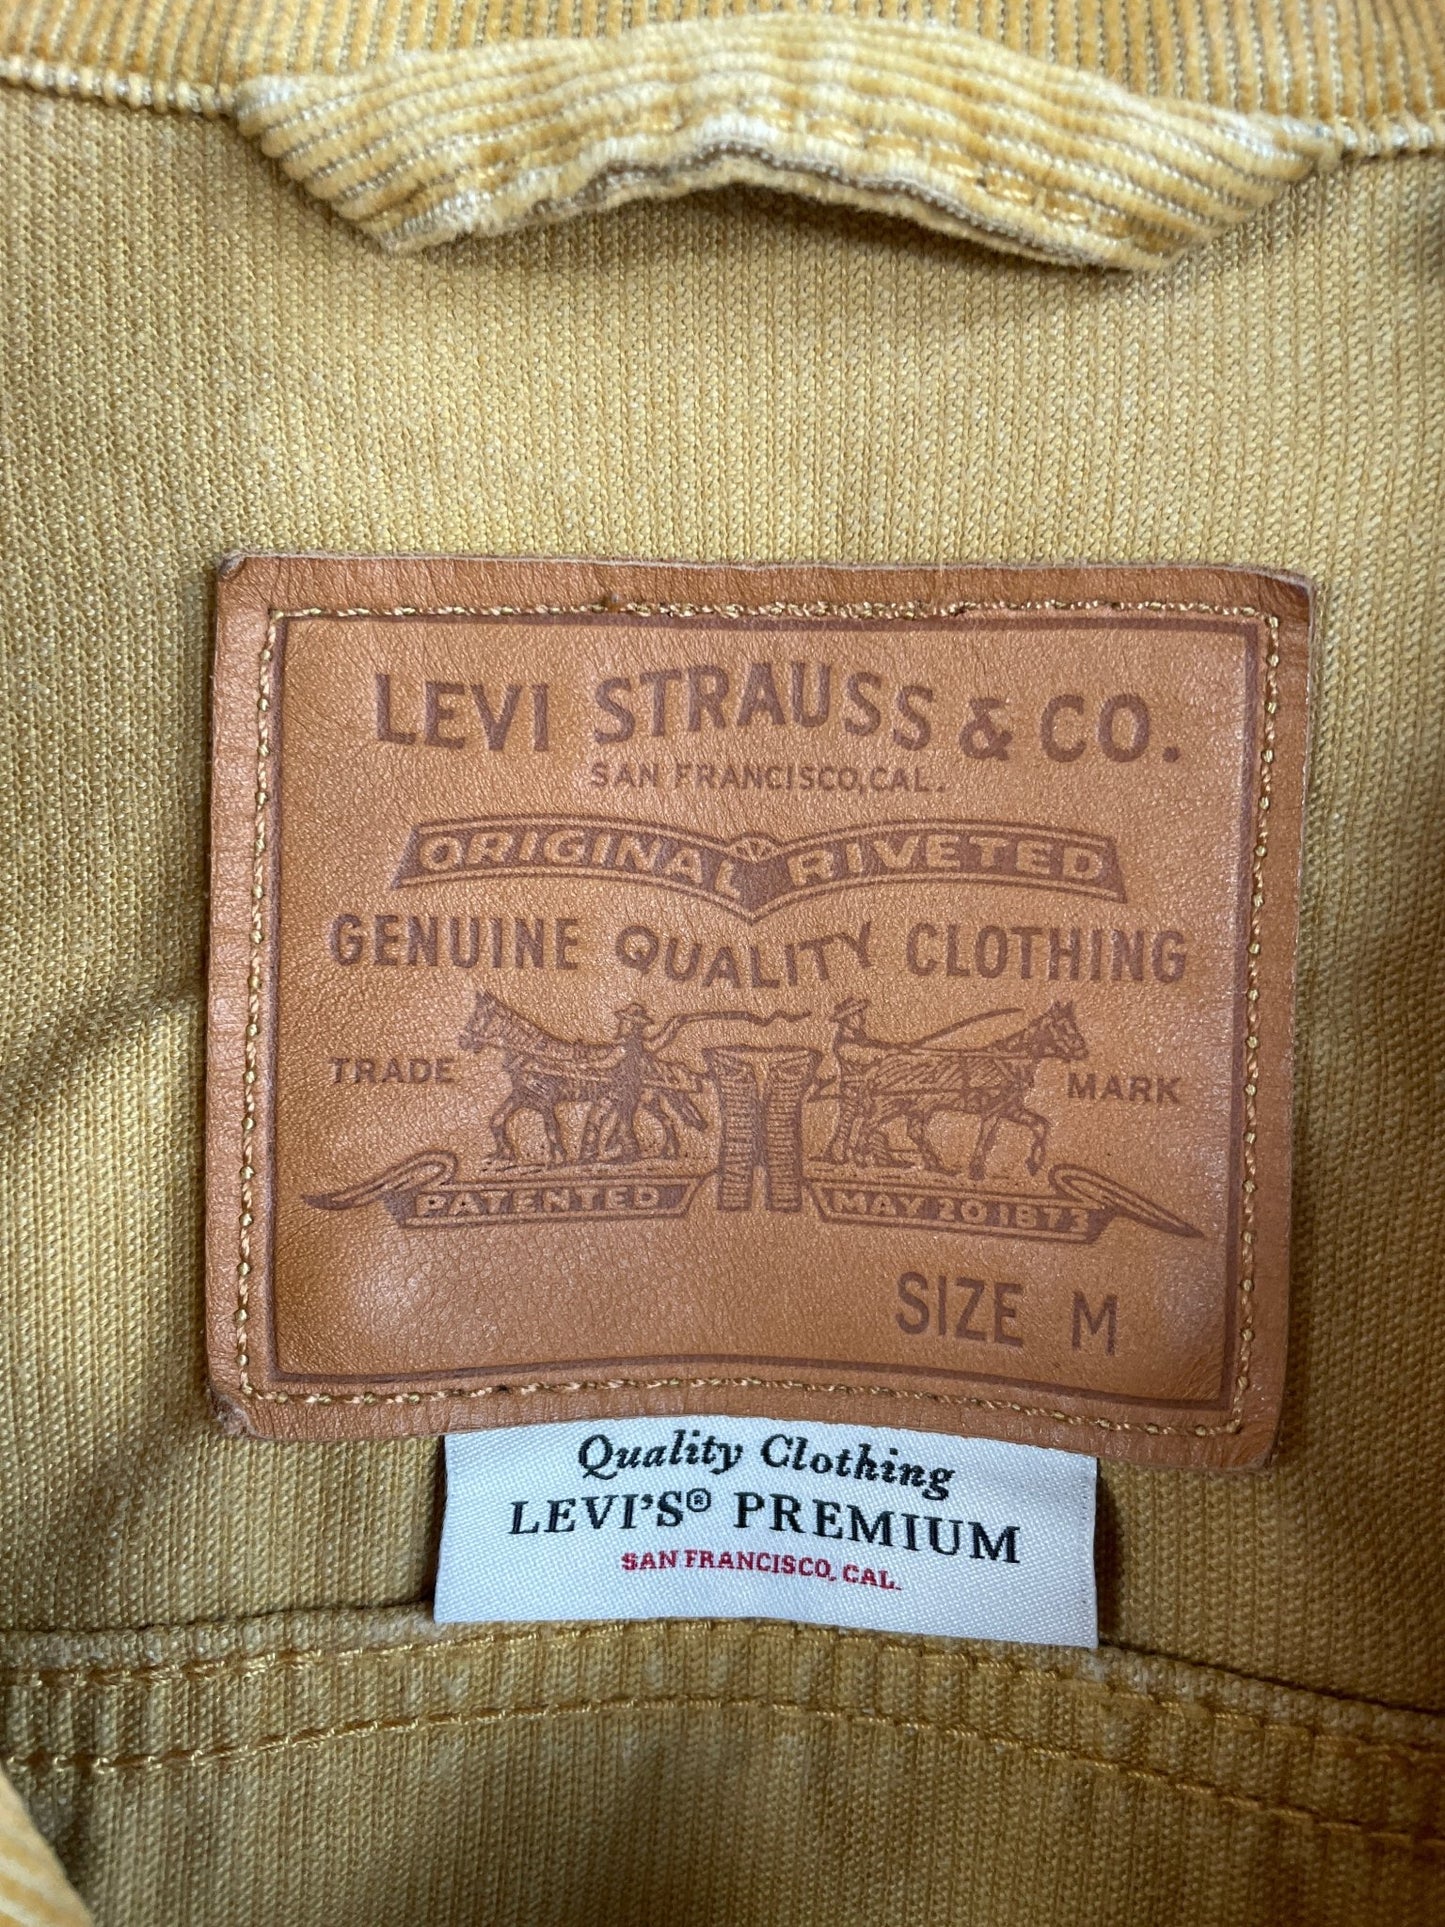 LEVI STRAUSS & CO.
SAN FRANCISCO, CAL.
ORIGINAL RIVETED
GENUINE QUALITY CLOTHING
TRADE MARK
PATENTED MAY 20 1873
SIZE M
Quality Clothing
LEVI'S® PREMIUM
SAN FRANCISCO, CAL.